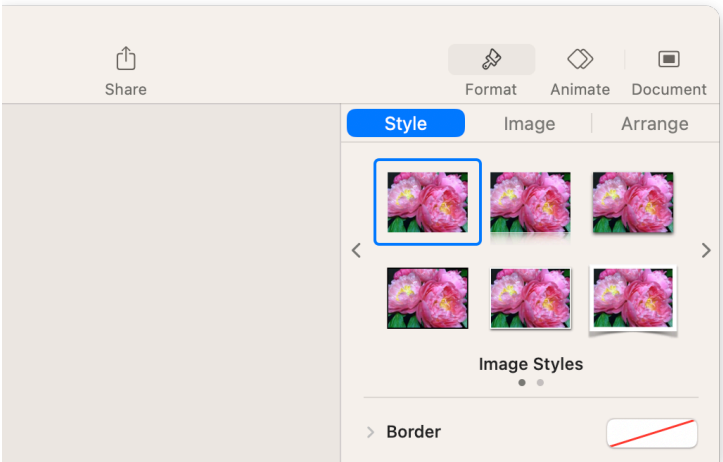 Share
Format
Animate
Document
Style
Image
Arrange
Image Styles
Border